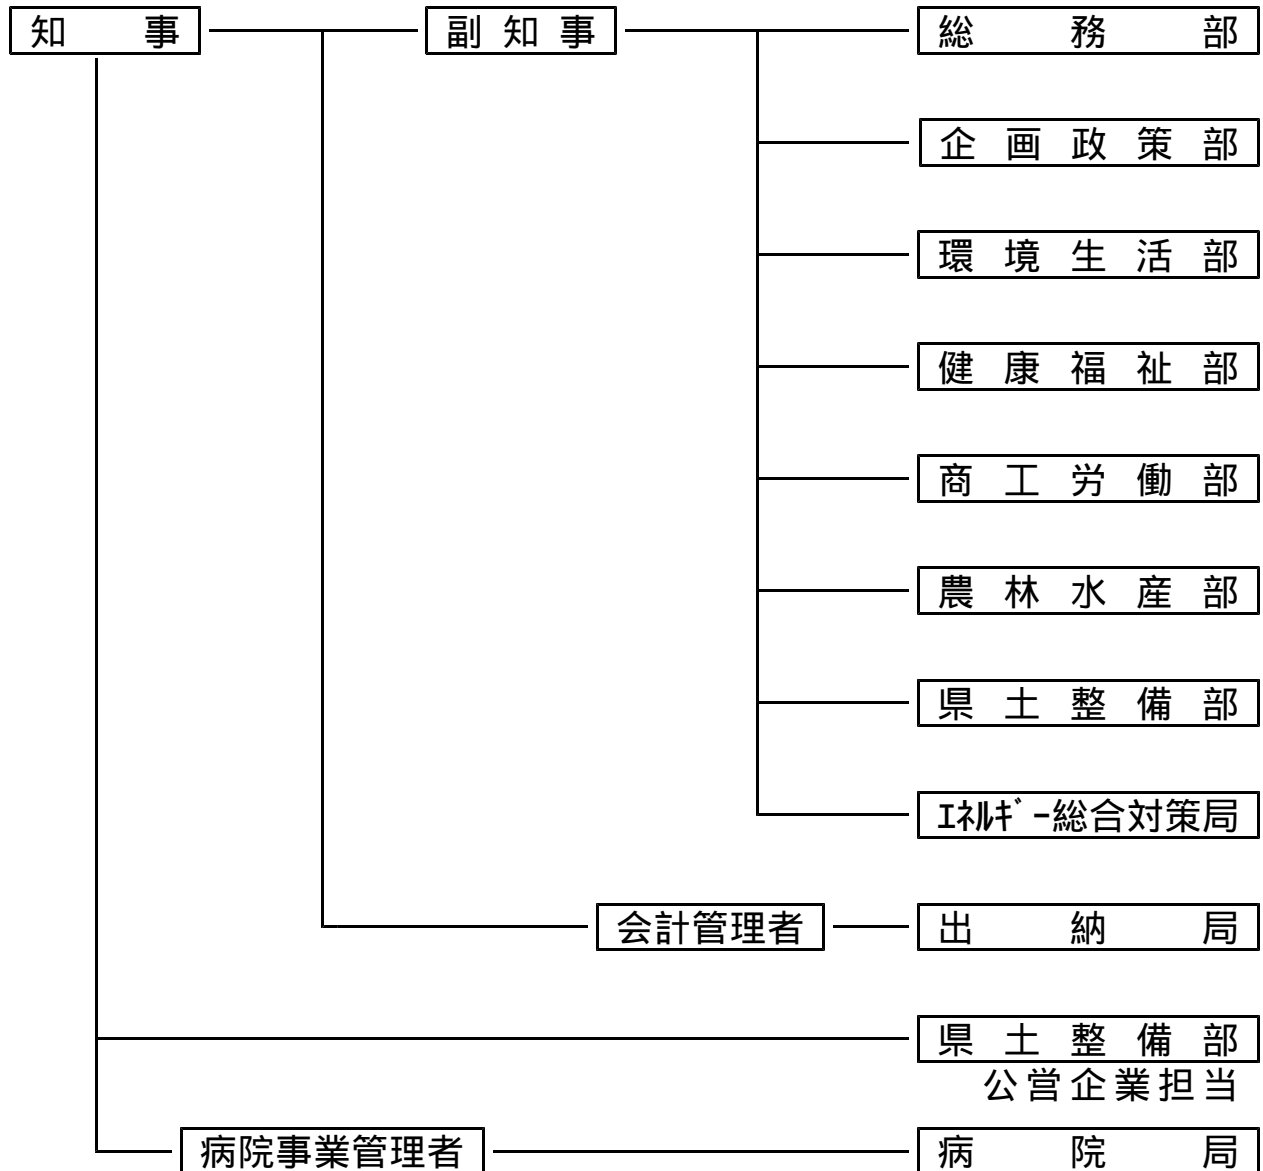 知事 副知事 総務部
企画政策部
環境生活部
健康福祉部
商工労働部
農林水産部
県土整備部
ｴﾈﾙｷﾞｰ総合対策局
会計管理者 出納局
県土整備部
公営企業担当
病院事業管理者 病院局